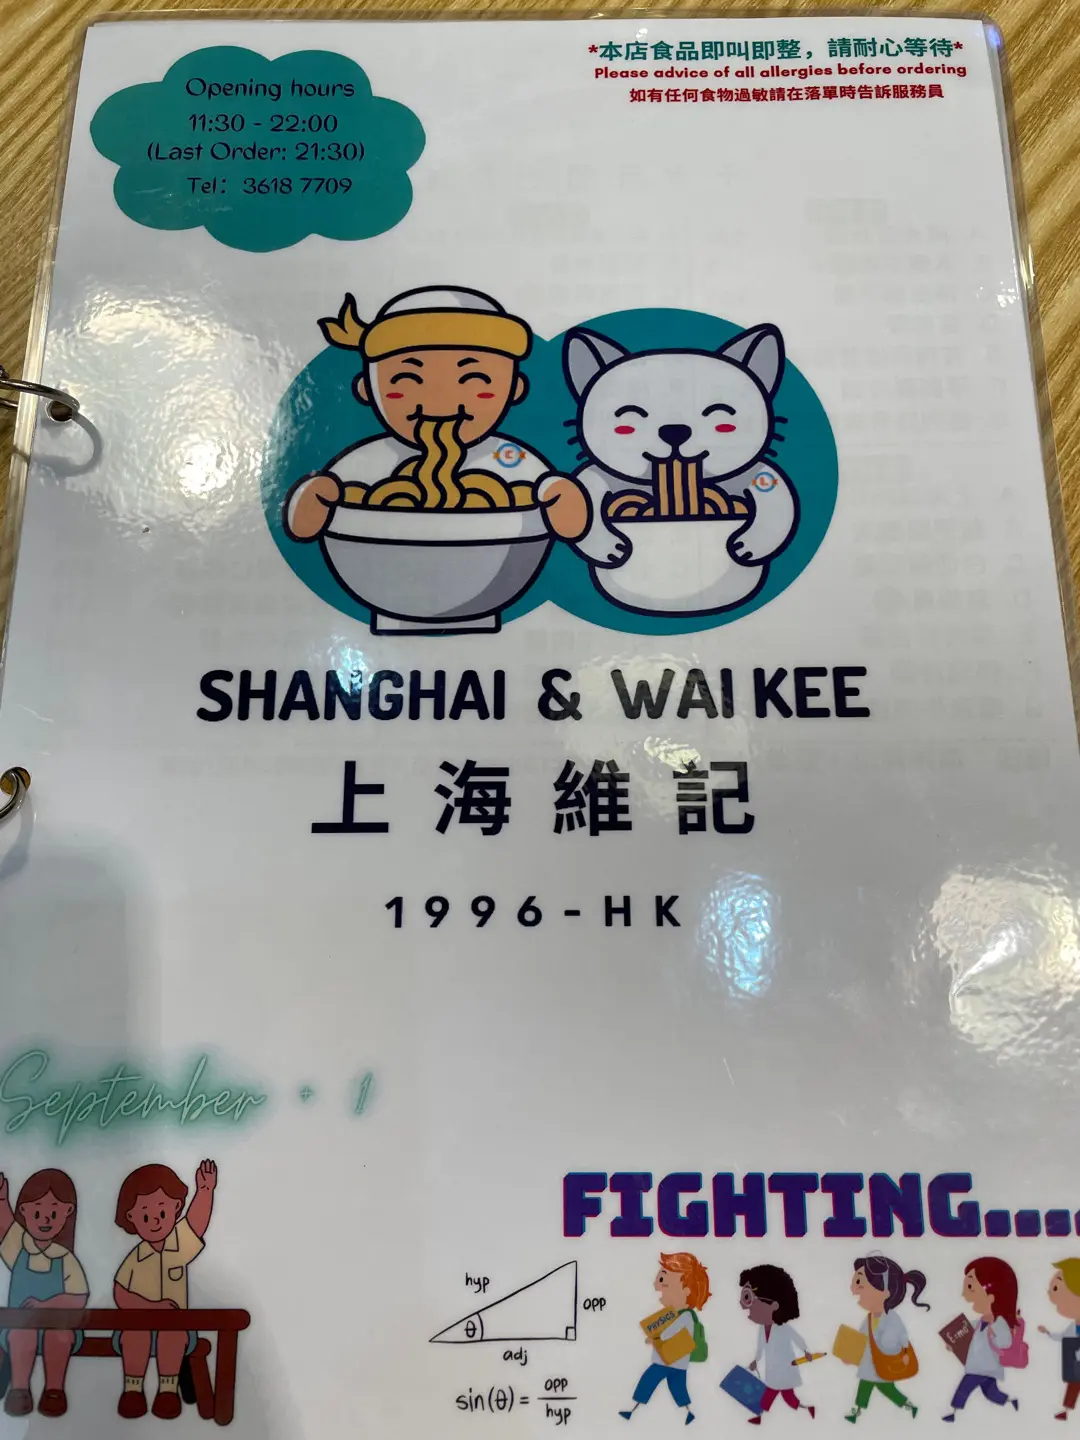 Opening hours
11:30 - 22:00
(Last Order: 21:30)
Tel: 3618 7709
*本店食品即叫即整，請耐心等待*
Please advice of all allergies before ordering
如有任何食物過敏請在落單時告訴服務員
C
L
SHANGHAI & WAI KEE
上海維記
1996-HK
September + 1
FIGHTING....
hyp
opp
θ
adj
sin(θ) = opp
hyp
PHYSICS
E=mc²